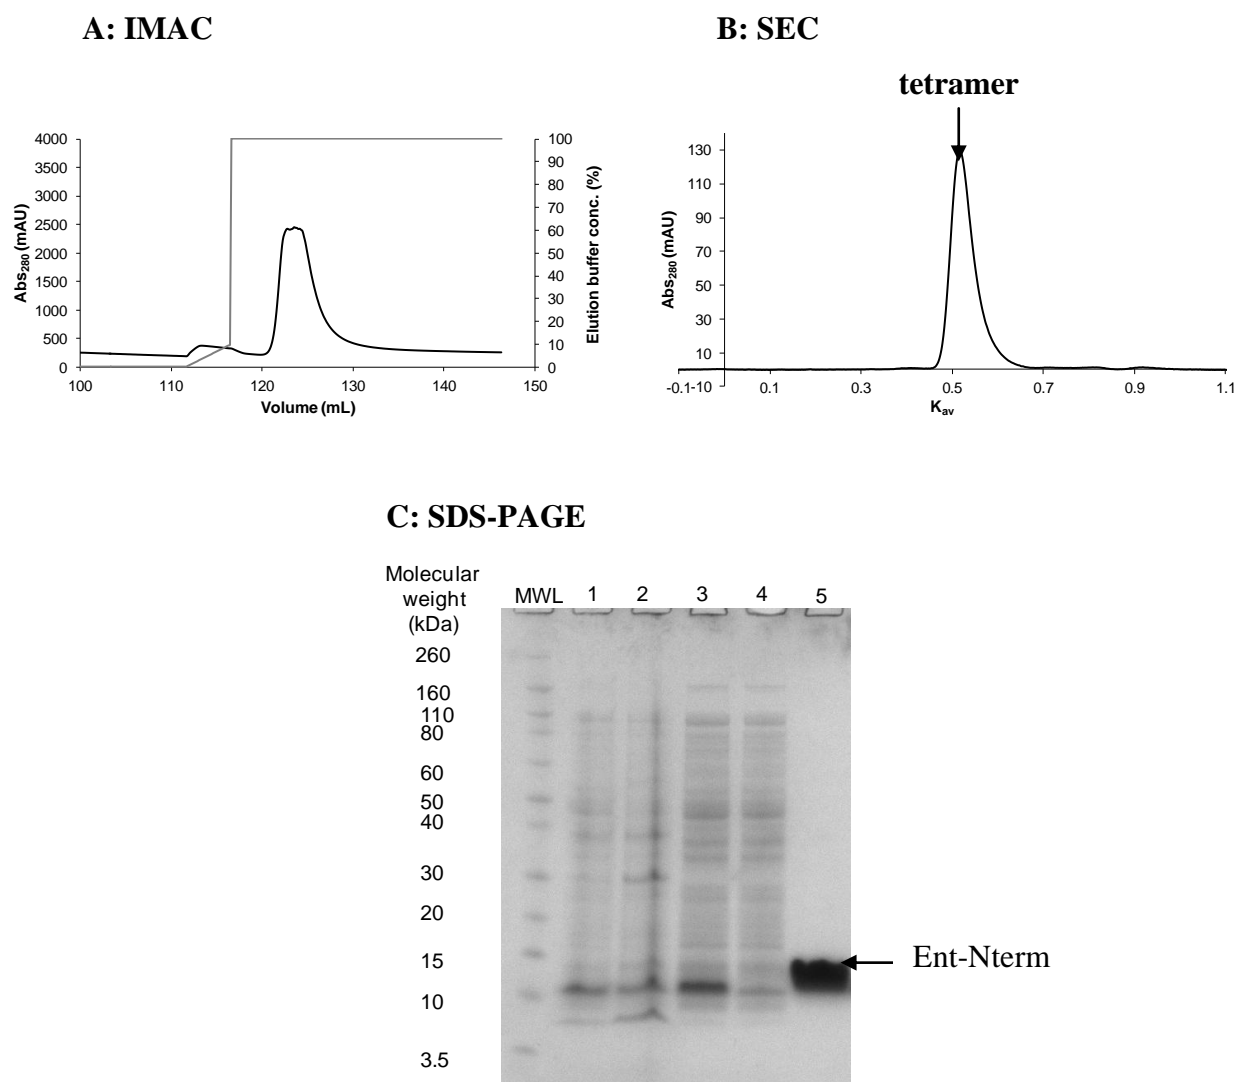 A: IMAC
4000
3500
3000
2500
2000
1500
1000
500
0
Abs280 (mAU)
100
90
80
70
60
50
40
30
20
10
0
Elution buffer conc. (%)
100 110 120 130 140 150
Volume (mL)
B: SEC
tetramer
130
110
90
70
50
30
10
-10
Abs280 (mAU)
-0.1 0.1 0.3 0.5 0.7 0.9 1.1
Kav
C: SDS-PAGE
Molecular
weight
(kDa)
MWL 1 2 3 4 5
260
160
110
80
60
50
40
30
20
15
10
3.5
Ent-Nterm